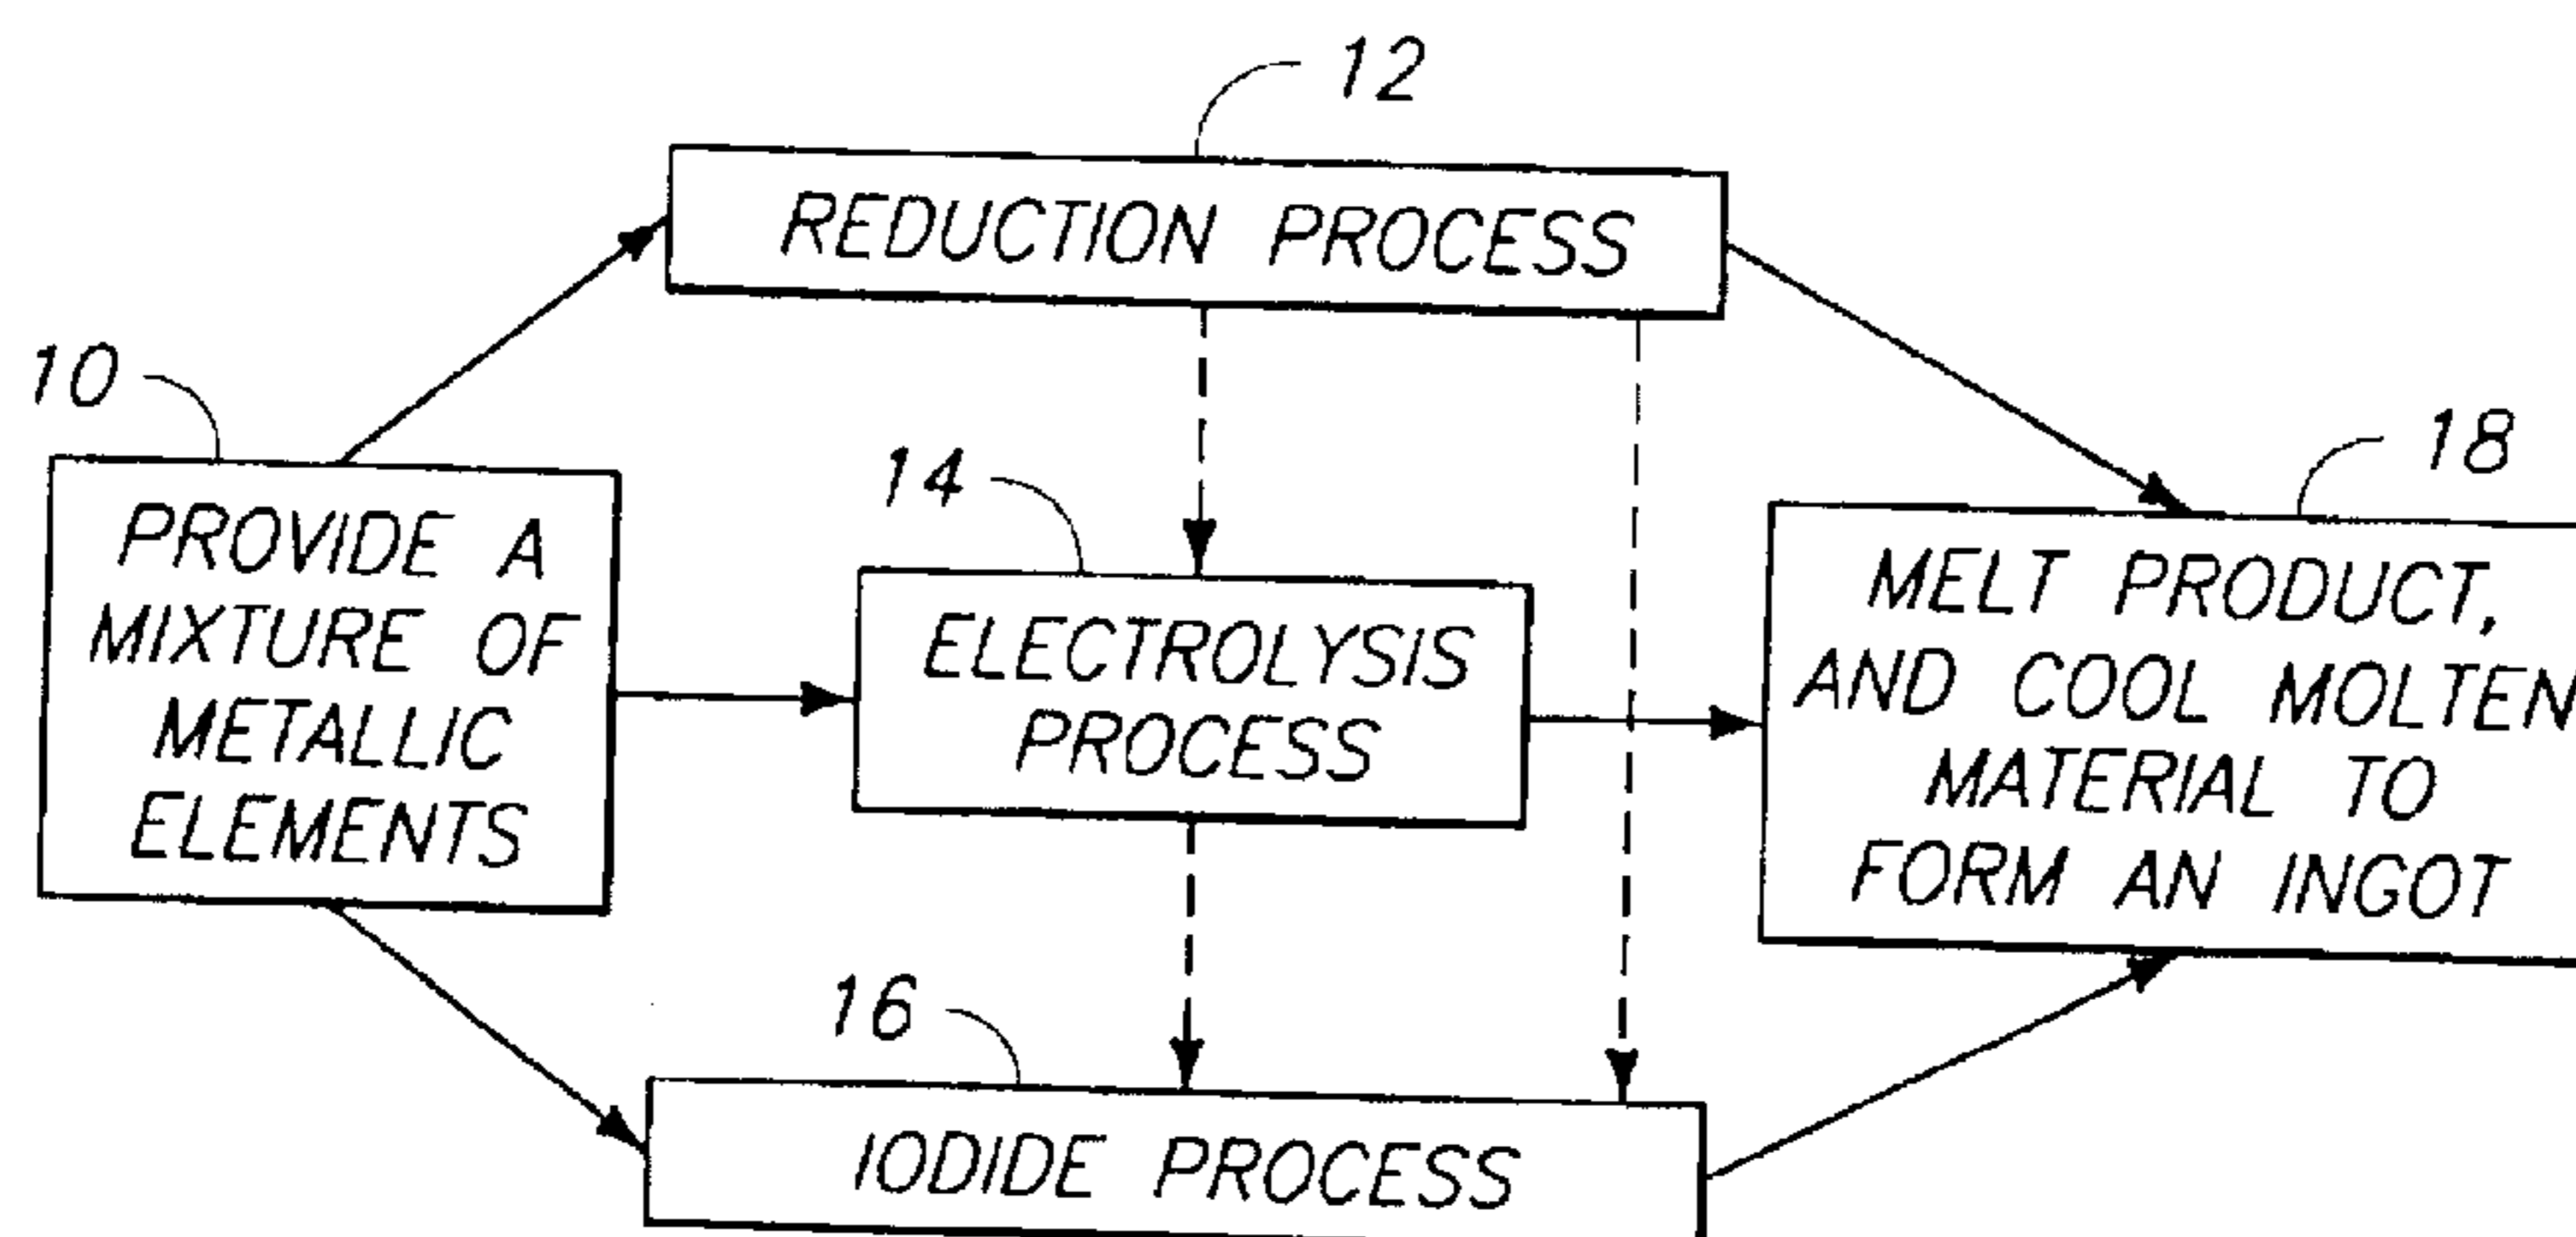 12
REDUCTION PROCESS
10
PROVIDE A
MIXTURE OF
METALLIC
ELEMENTS
14
ELECTROLYSIS
PROCESS
18
MELT PRODUCT,
AND COOL MOLTEN
MATERIAL TO
FORM AN INGOT
16
IODIDE PROCESS